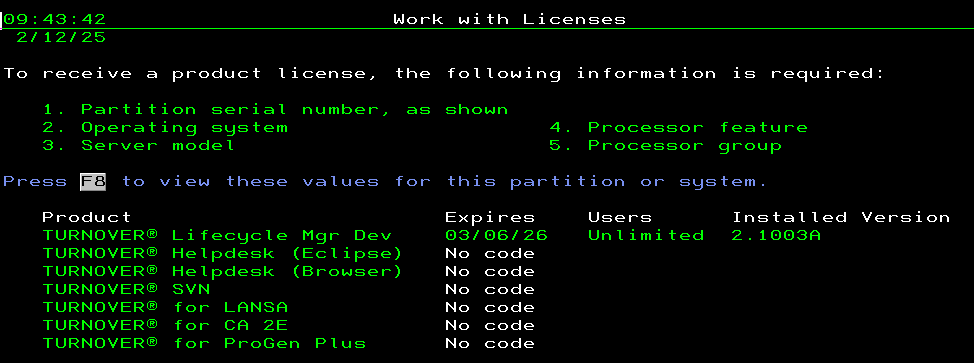 09:43:42 Work with Licenses
2/12/25
To receive a product license, the following information is required:
1. Partition serial number, as shown
2. Operating system 4. Processor feature
3. Server model 5. Processor group
Press F8 to view these values for this partition or system.
Product Expires Users Installed Version
TURNOVER® Lifecycle Mgr Dev 03/06/26 Unlimited 2.1003A
TURNOVER® Helpdesk (Eclipse) No code
TURNOVER® Helpdesk (Browser) No code
TURNOVER® SVN No code
TURNOVER® for LANSA No code
TURNOVER® for CA 2E No code
TURNOVER® for ProGen Plus No code